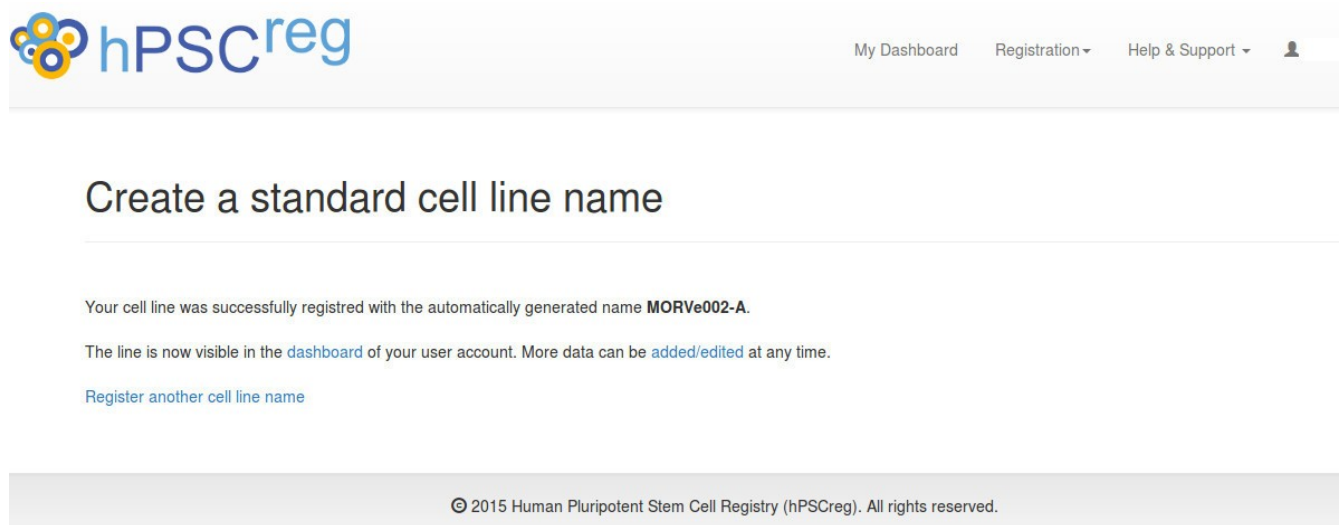 hPSCreg
My Dashboard Registration Help & Support
Create a standard cell line name
Your cell line was successfully registred with the automatically generated name MORVe002-A.
The line is now visible in the dashboard of your user account. More data can be added/edited at any time.
Register another cell line name
© 2015 Human Pluripotent Stem Cell Registry (hPSCreg). All rights reserved.